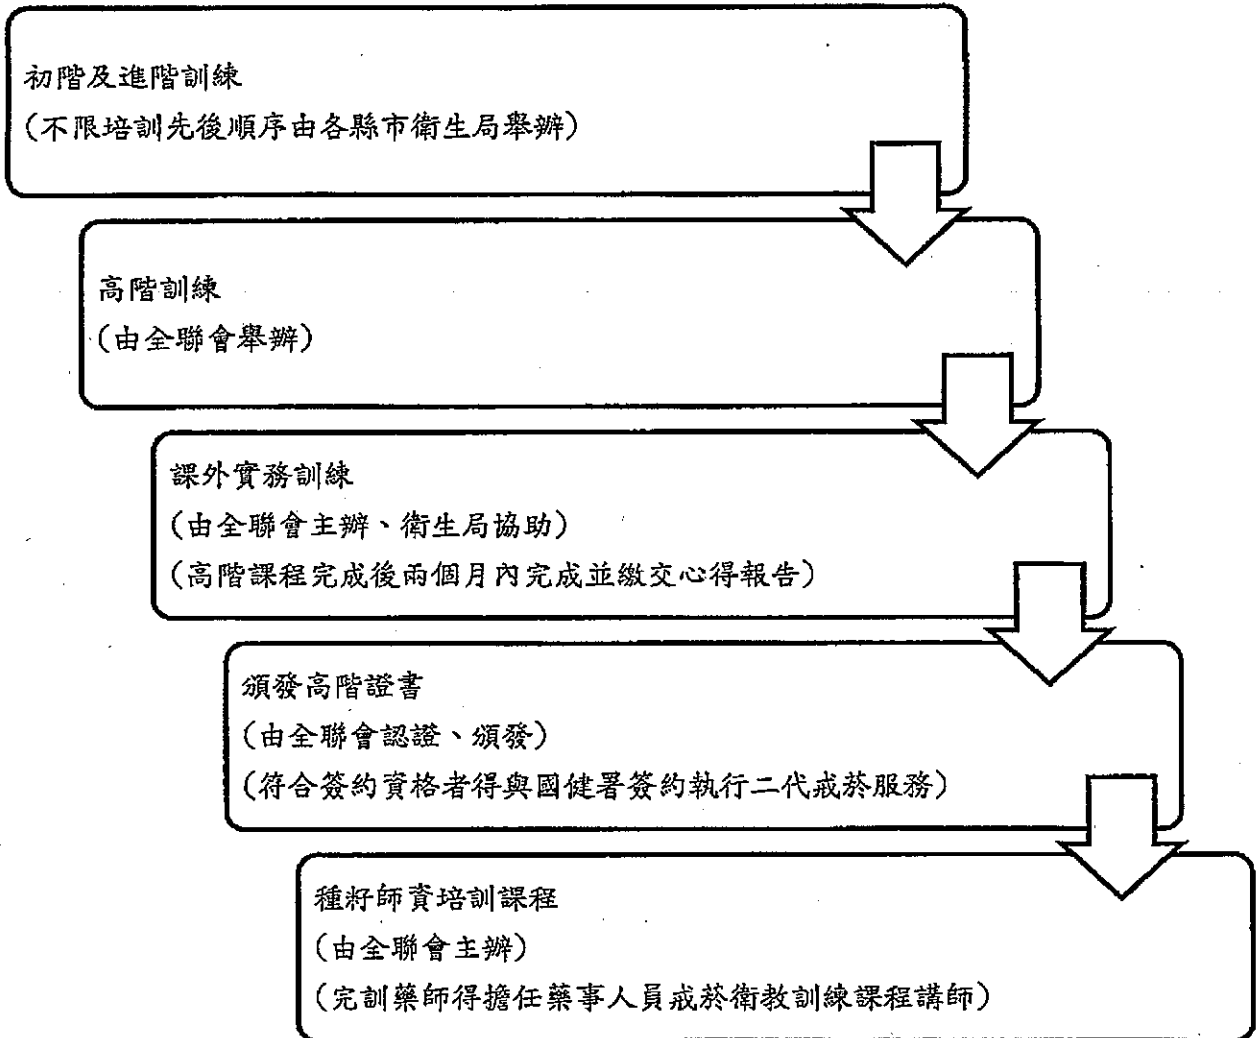 初階及進階訓練
(不限培訓先後順序由各縣市衛生局舉辦)
高階訓練
(由全聯會舉辦)
課外實務訓練
(由全聯會主辦、衛生局協助)
(高階課程完成後兩個月內完成並繳交心得報告)
頒發高階證書
(由全聯會認證、頒發)
(符合簽約資格者得與國健署簽約執行二代戒菸服務)
種籽師資培訓課程
(由全聯會主辦)
(完訓藥師得擔任藥事人員戒菸衛教訓練課程講師)